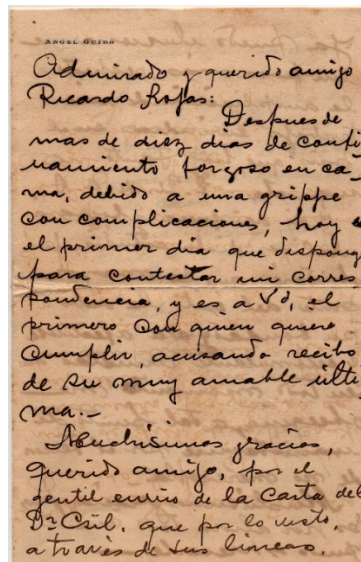 ANGEL GUIDO
Admirado y querido amigo
Ricardo Rojas:
Despues de
mas de diez dias de confi
namiento forzoso en ca-
ma, debido a una grippe
con complicaciones, hoy es
el primer dia que dispongo
para contestar mi corres
pondencia, y es a Vd, el
primero con quien quiero
cumplir, acusando recibo
de su muy amable ulti
ma.-
Muchisimas gracias,
querido amigo, por el
gentil envio de la Carta del
Dr. que por lo visto,
a través de sus lineas,